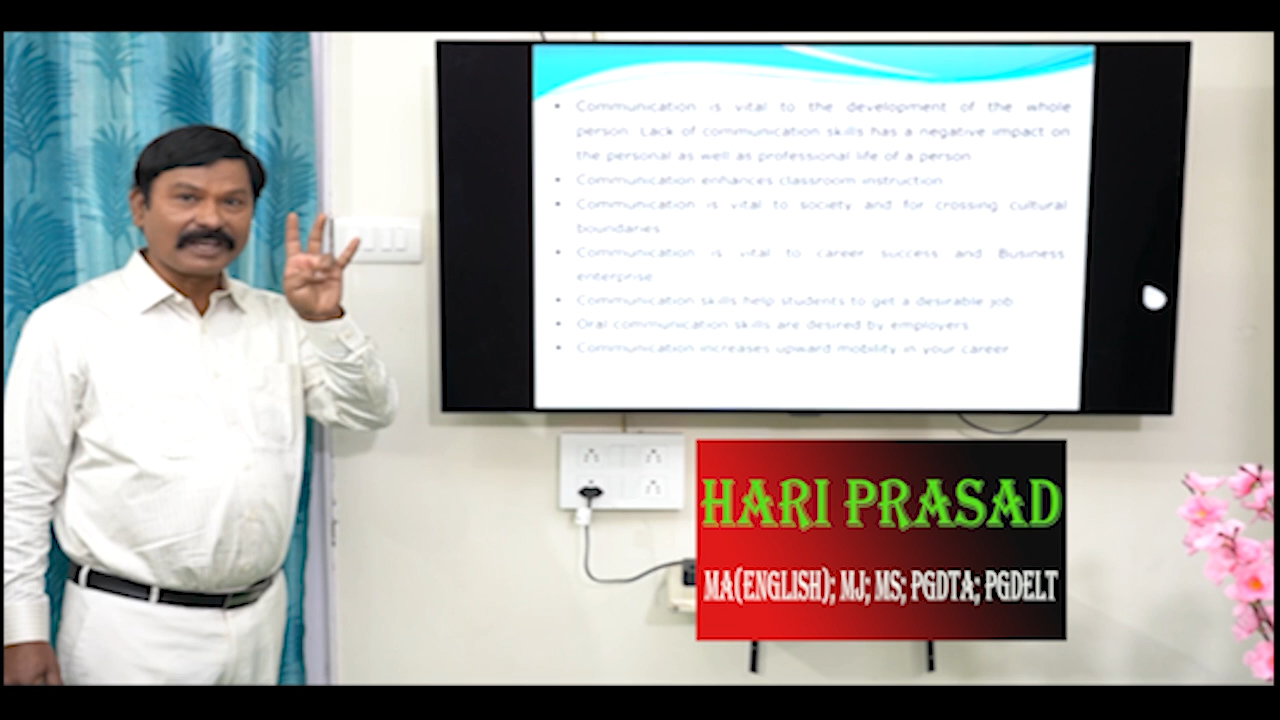 Communication is vital to the development of the whole
person. Lack of communication skills has a negative impact on
the personal as well as professional life of a person.
Communication enhances classroom instruction
Communication is vital to society and for crossing cultural
boundaries
Communication is vital to career success and Business
enterprise
Communication skills help students to get a desirable job
Oral communication skills are desired by employers
Communication increases upward mobility in your career
HARI PRASAD
MA(ENGLISH); MJ; MS; PGDTA; PGDELT